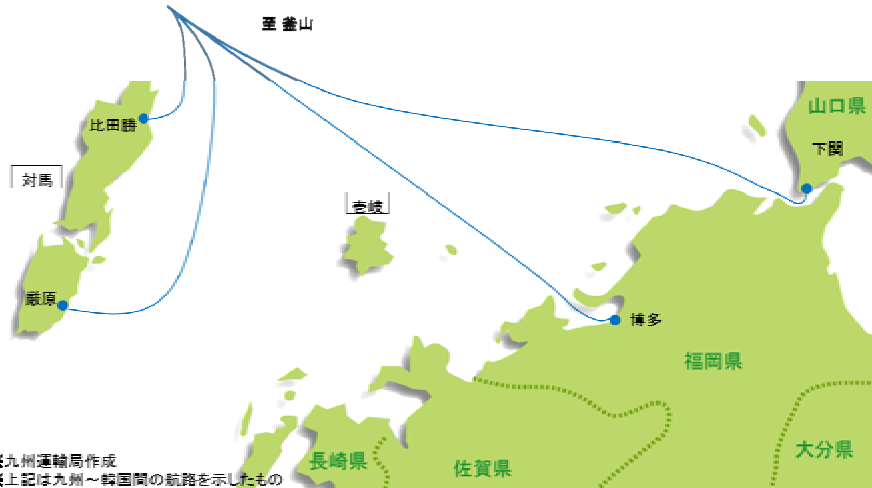 至 釜山
山口県
比田勝
下関
対馬
壱岐
厳原
博多
福岡県
大分県
長崎県
佐賀県
※九州運輸局作成
※上記は九州～韓国間の航路を示したもの